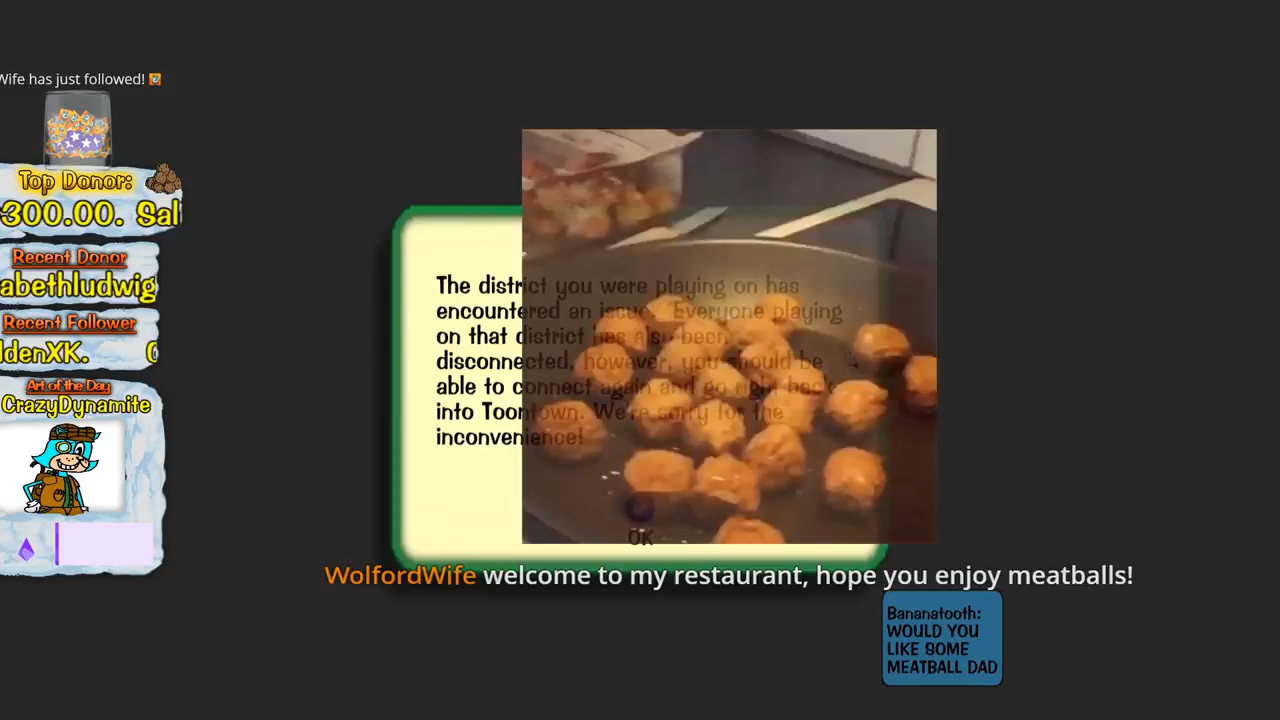 Wife has just followed!
Top Donor:
300.00. Sal
Recent Donor
abethludwig
Recent Follower
ldenXK.
Art of the Day
CrazyDynamite
The district you were playing on has
encountered an issue. Everyone playing
on that district has also been
disconnected, however, you should be
able to connect again and go right back
into Toontown. We're sorry for the
inconvenience!
OK
WolfordWife welcome to my restaurant, hope you enjoy meatballs!
Bananatooth:
WOULD YOU
LIKE SOME
MEATBALL DAD